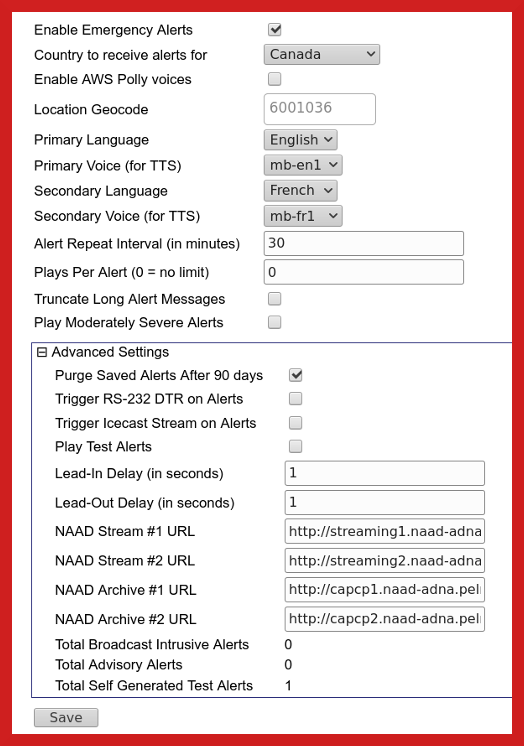 Enable Emergency Alerts
Country to receive alerts for Canada
Enable AWS Polly voices
Location Geocode 6001036
Primary Language English
Primary Voice (for TTS) mb-en1
Secondary Language French
Secondary Voice (for TTS) mb-fr1
Alert Repeat Interval (in minutes) 30
Plays Per Alert (0 = no limit) 0
Truncate Long Alert Messages
Play Moderately Severe Alerts
Advanced Settings
Purge Saved Alerts After 90 days
Trigger RS-232 DTR on Alerts
Trigger Icecast Stream on Alerts
Play Test Alerts
Lead-In Delay (in seconds) 1
Lead-Out Delay (in seconds) 1
NAAD Stream #1 URL http://streaming1.naad-adna
NAAD Stream #2 URL http://streaming2.naad-adna
NAAD Archive #1 URL http://capcp1.naad-adna.pel
NAAD Archive #2 URL http://capcp2.naad-adna.pel
Total Broadcast Intrusive Alerts 0
Total Advisory Alerts 0
Total Self Generated Test Alerts 1
Save